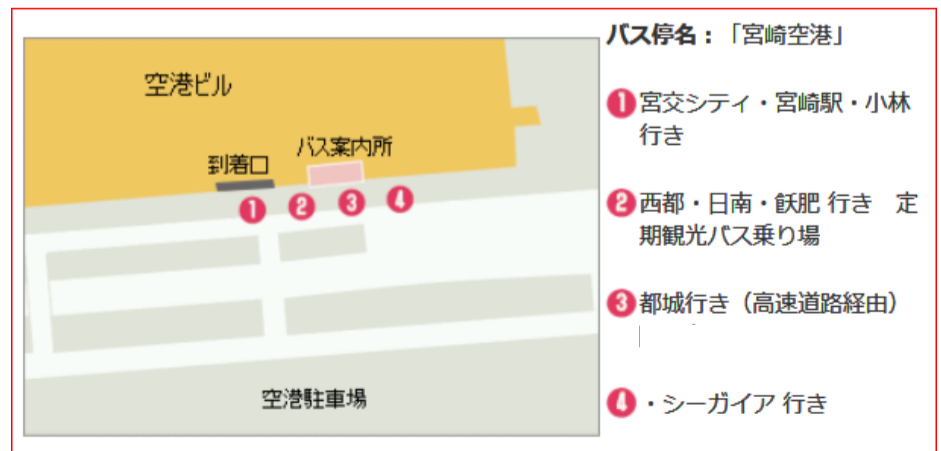 バス停名：「宮崎空港」
空港ビル
バス案内所
到着口
1 2 3 4
空港駐車場
1 宮交シティ・宮崎駅・小林
行き
2 西都・日南・飫肥 行き　定
期観光バス乗り場
3 都城行き（高速道路経由）
4 ・シーガイア 行き